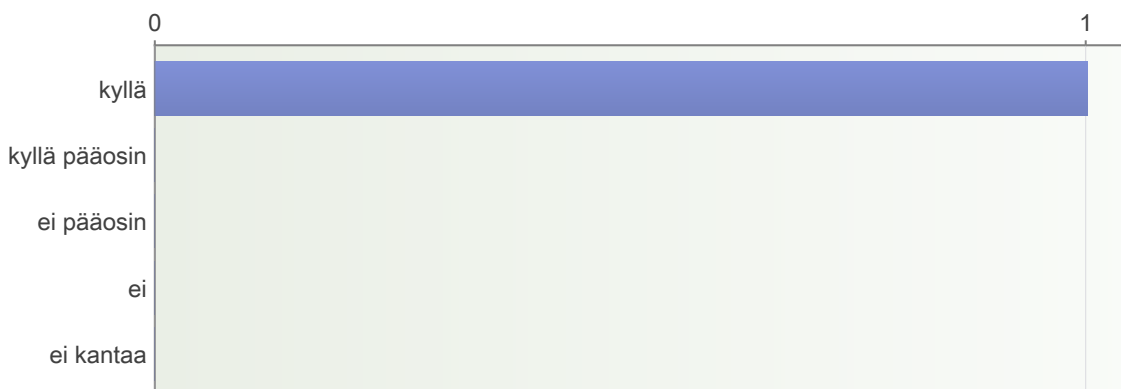 0 1
kyllä
kyllä pääosin
ei pääosin
ei
ei kantaa